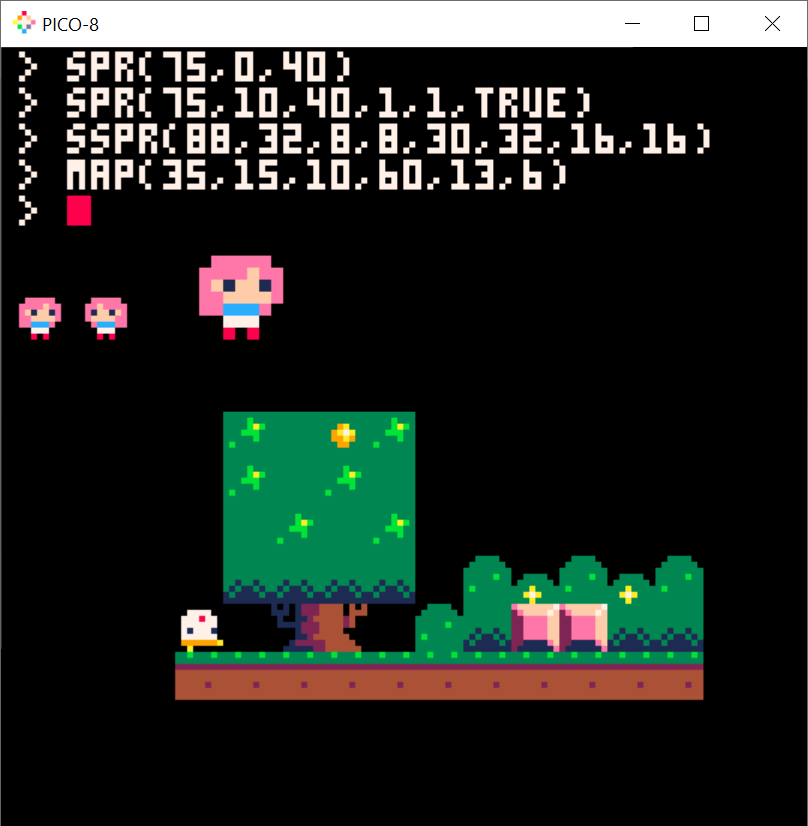 PICO-8
> SPR(75,0,40)
> SPR(75,10,40,1,1,TRUE)
> SSPR(88,32,8,8,30,32,16,16)
> MAP(35,15,10,60,13,6)
>